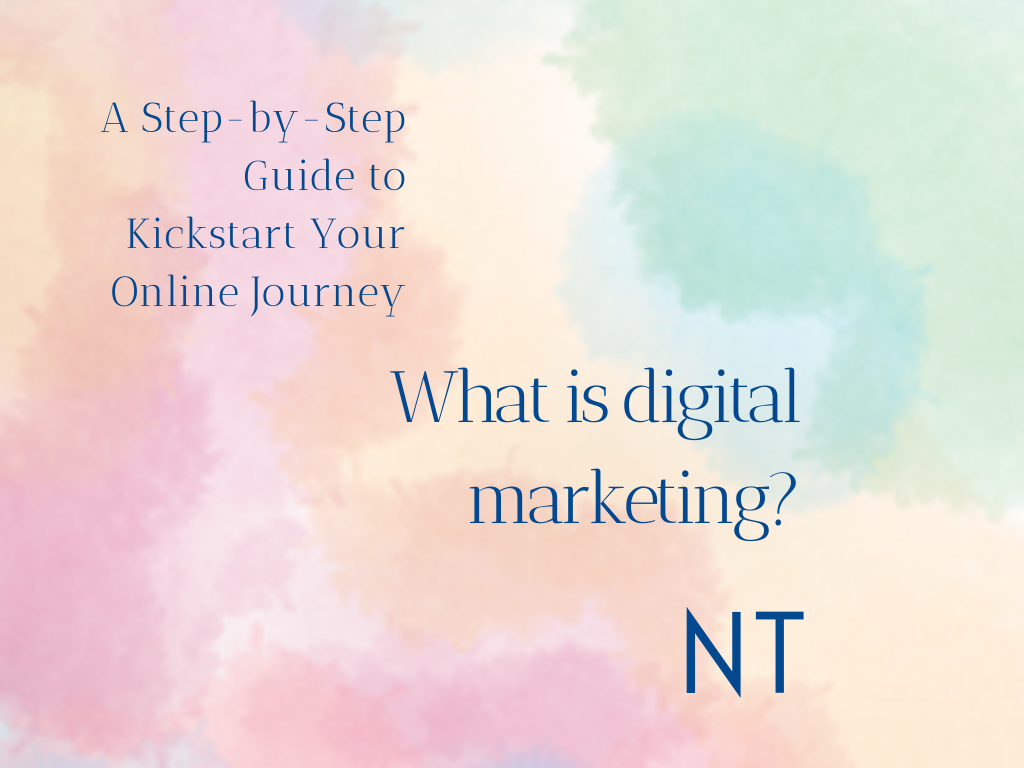 A Step-by-Step
Guide to
Kickstart Your
Online Journey
What is digital
marketing?
NT